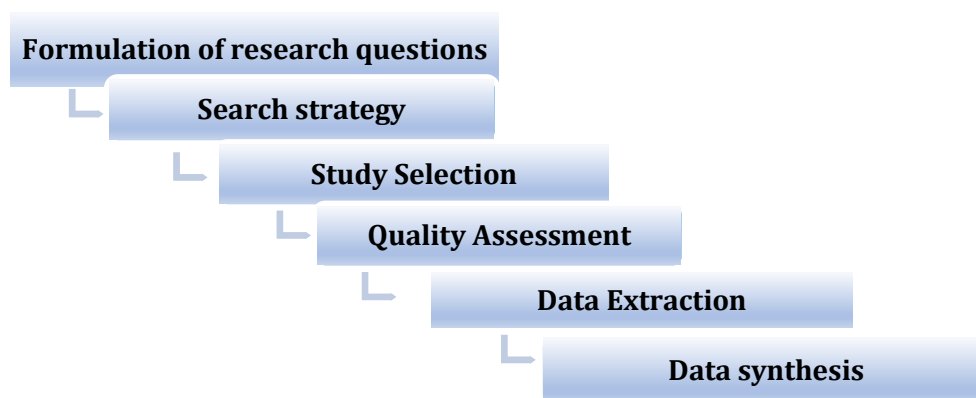 Formulation of research questions
Search strategy
Study Selection
Quality Assessment
Data Extraction
Data synthesis